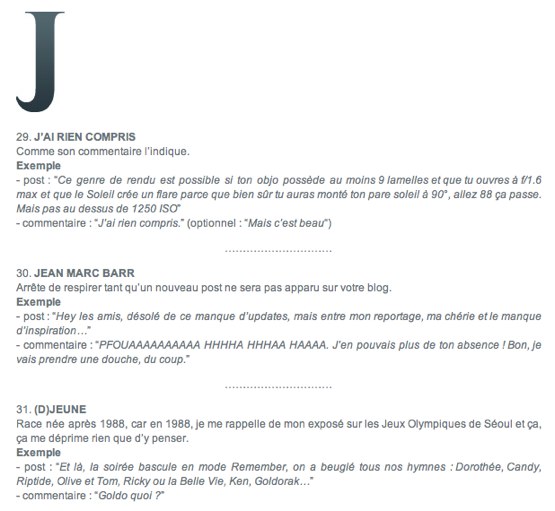 J
29. J'AI RIEN COMPRIS
Comme son commentaire l'indique.
Exemple
- post : “Ce genre de rendu est possible si ton objo possède au moins 9 lamelles et que tu ouvres à f/1.6
max et que le Soleil crée un flare parce que bien sûr tu auras monté ton pare soleil à 90°, allez 88 ça passe.
Mais pas au dessus de 1250 ISO”
- commentaire : “J'ai rien compris.” (optionnel : “Mais c'est beau”)
..............................
30. JEAN MARC BARR
Arrête de respirer tant qu'un nouveau post ne sera pas apparu sur votre blog.
Exemple
- post : “Hey les amis, désolé de ce manque d'updates, mais entre mon reportage, ma chérie et le manque
d'inspiration…”
- commentaire : “PFOUAAAAAAAAAA HHHHA HHHAA HAAAA. J'en pouvais plus de ton absence ! Bon, je
vais prendre une douche, du coup.”
..............................
31. (D)JEUNE
Race née après 1988, car en 1988, je me rappelle de mon exposé sur les Jeux Olympiques de Séoul et ça,
ça me déprime rien que d'y penser.
Exemple
- post : “Et là, la soirée bascule en mode Remember, on a beuglé tous nos hymnes : Dorothée, Candy,
Riptide, Olive et Tom, Ricky ou la Belle Vie, Ken, Goldorak…”
- commentaire : “Goldo quoi ?”